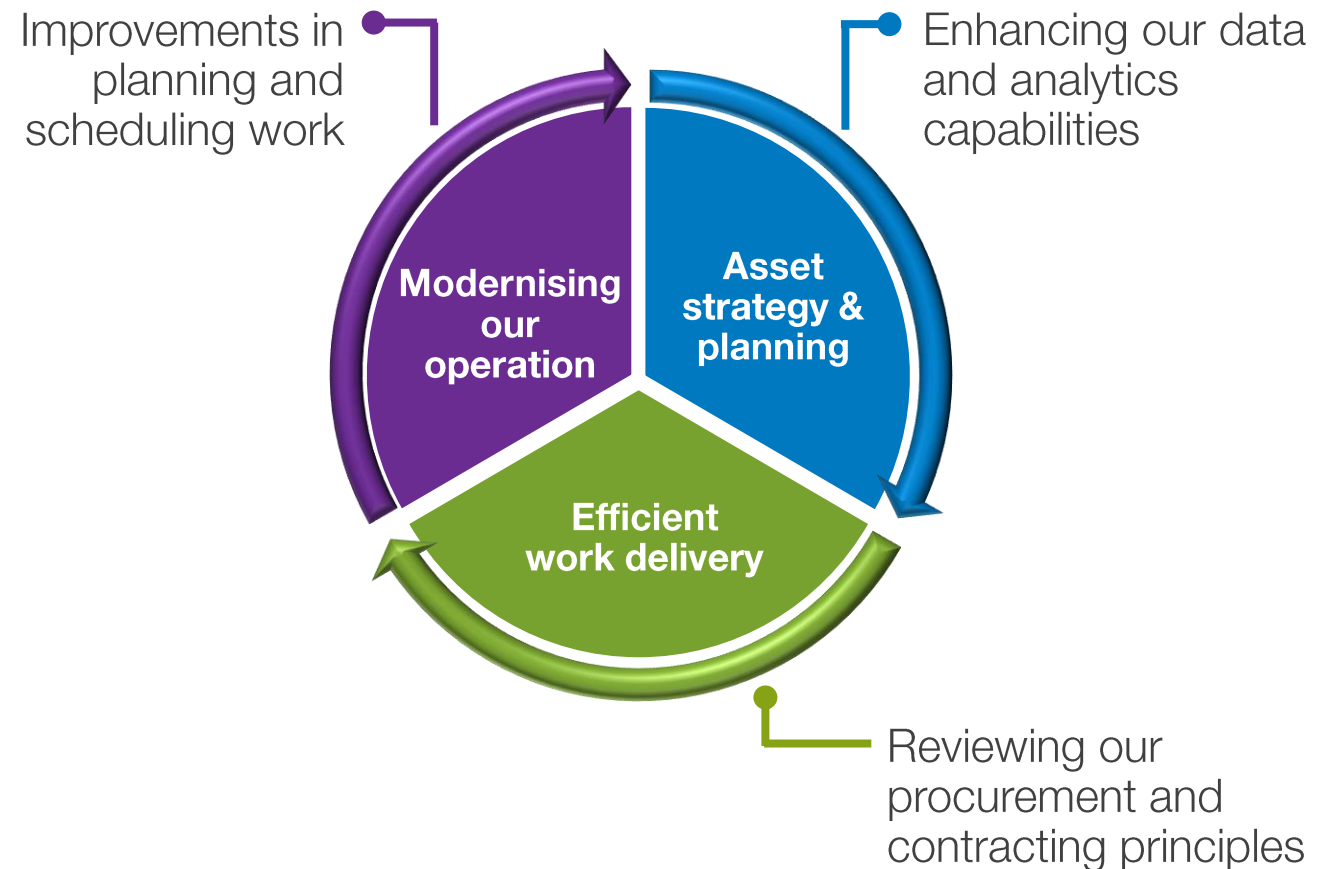 Improvements in
planning and
scheduling work
Enhancing our data
and analytics
capabilities
Modernising
our
operation
Asset
strategy &
planning
Efficient
work delivery
Reviewing our
procurement and
contracting principles